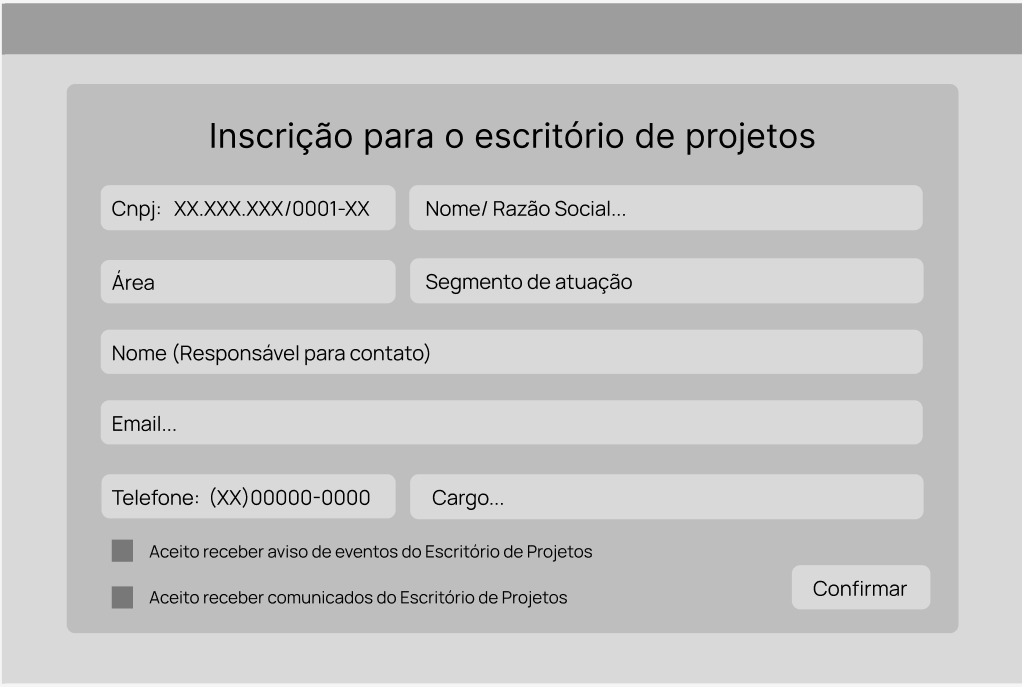 Inscrição para o escritório de projetos
Cnpj: XX.XXX.XXX/0001-XX
Nome/ Razão Social...
Área
Segmento de atuação
Nome (Responsável para contato)
Email...
Telefone: (XX)00000-0000
Cargo...
Aceito receber aviso de eventos do Escritório de Projetos
Aceito receber comunicados do Escritório de Projetos
Confirmar